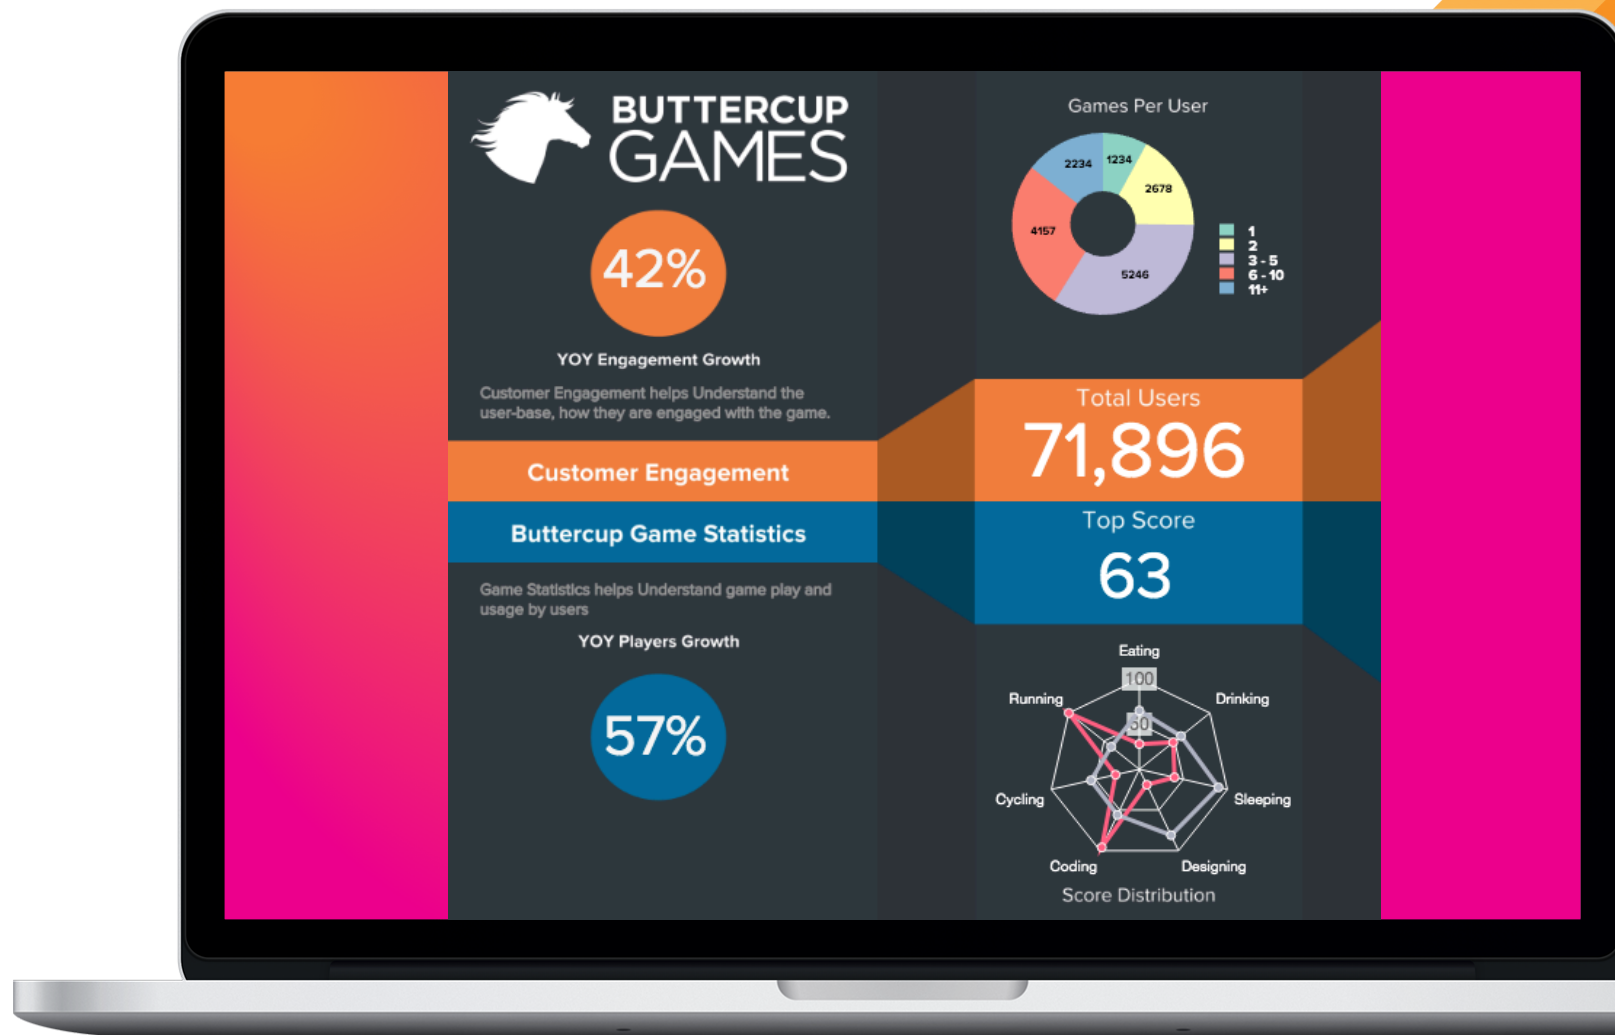 BUTTERCUP
GAMES
42%
YOY Engagement Growth
Customer Engagement helps Understand the
user-base, how they are engaged with the game.
Customer Engagement
Buttercup Game Statistics
Game Statistics helps Understand game play and
usage by users
YOY Players Growth
57%
Games Per User
2234
1234
2678
4157
5246
1
2
3 - 5
6 - 10
11+
Total Users
71,896
Top Score
63
Eating
100
Running
Drinking
50
Cycling
Sleeping
Coding
Designing
Score Distribution